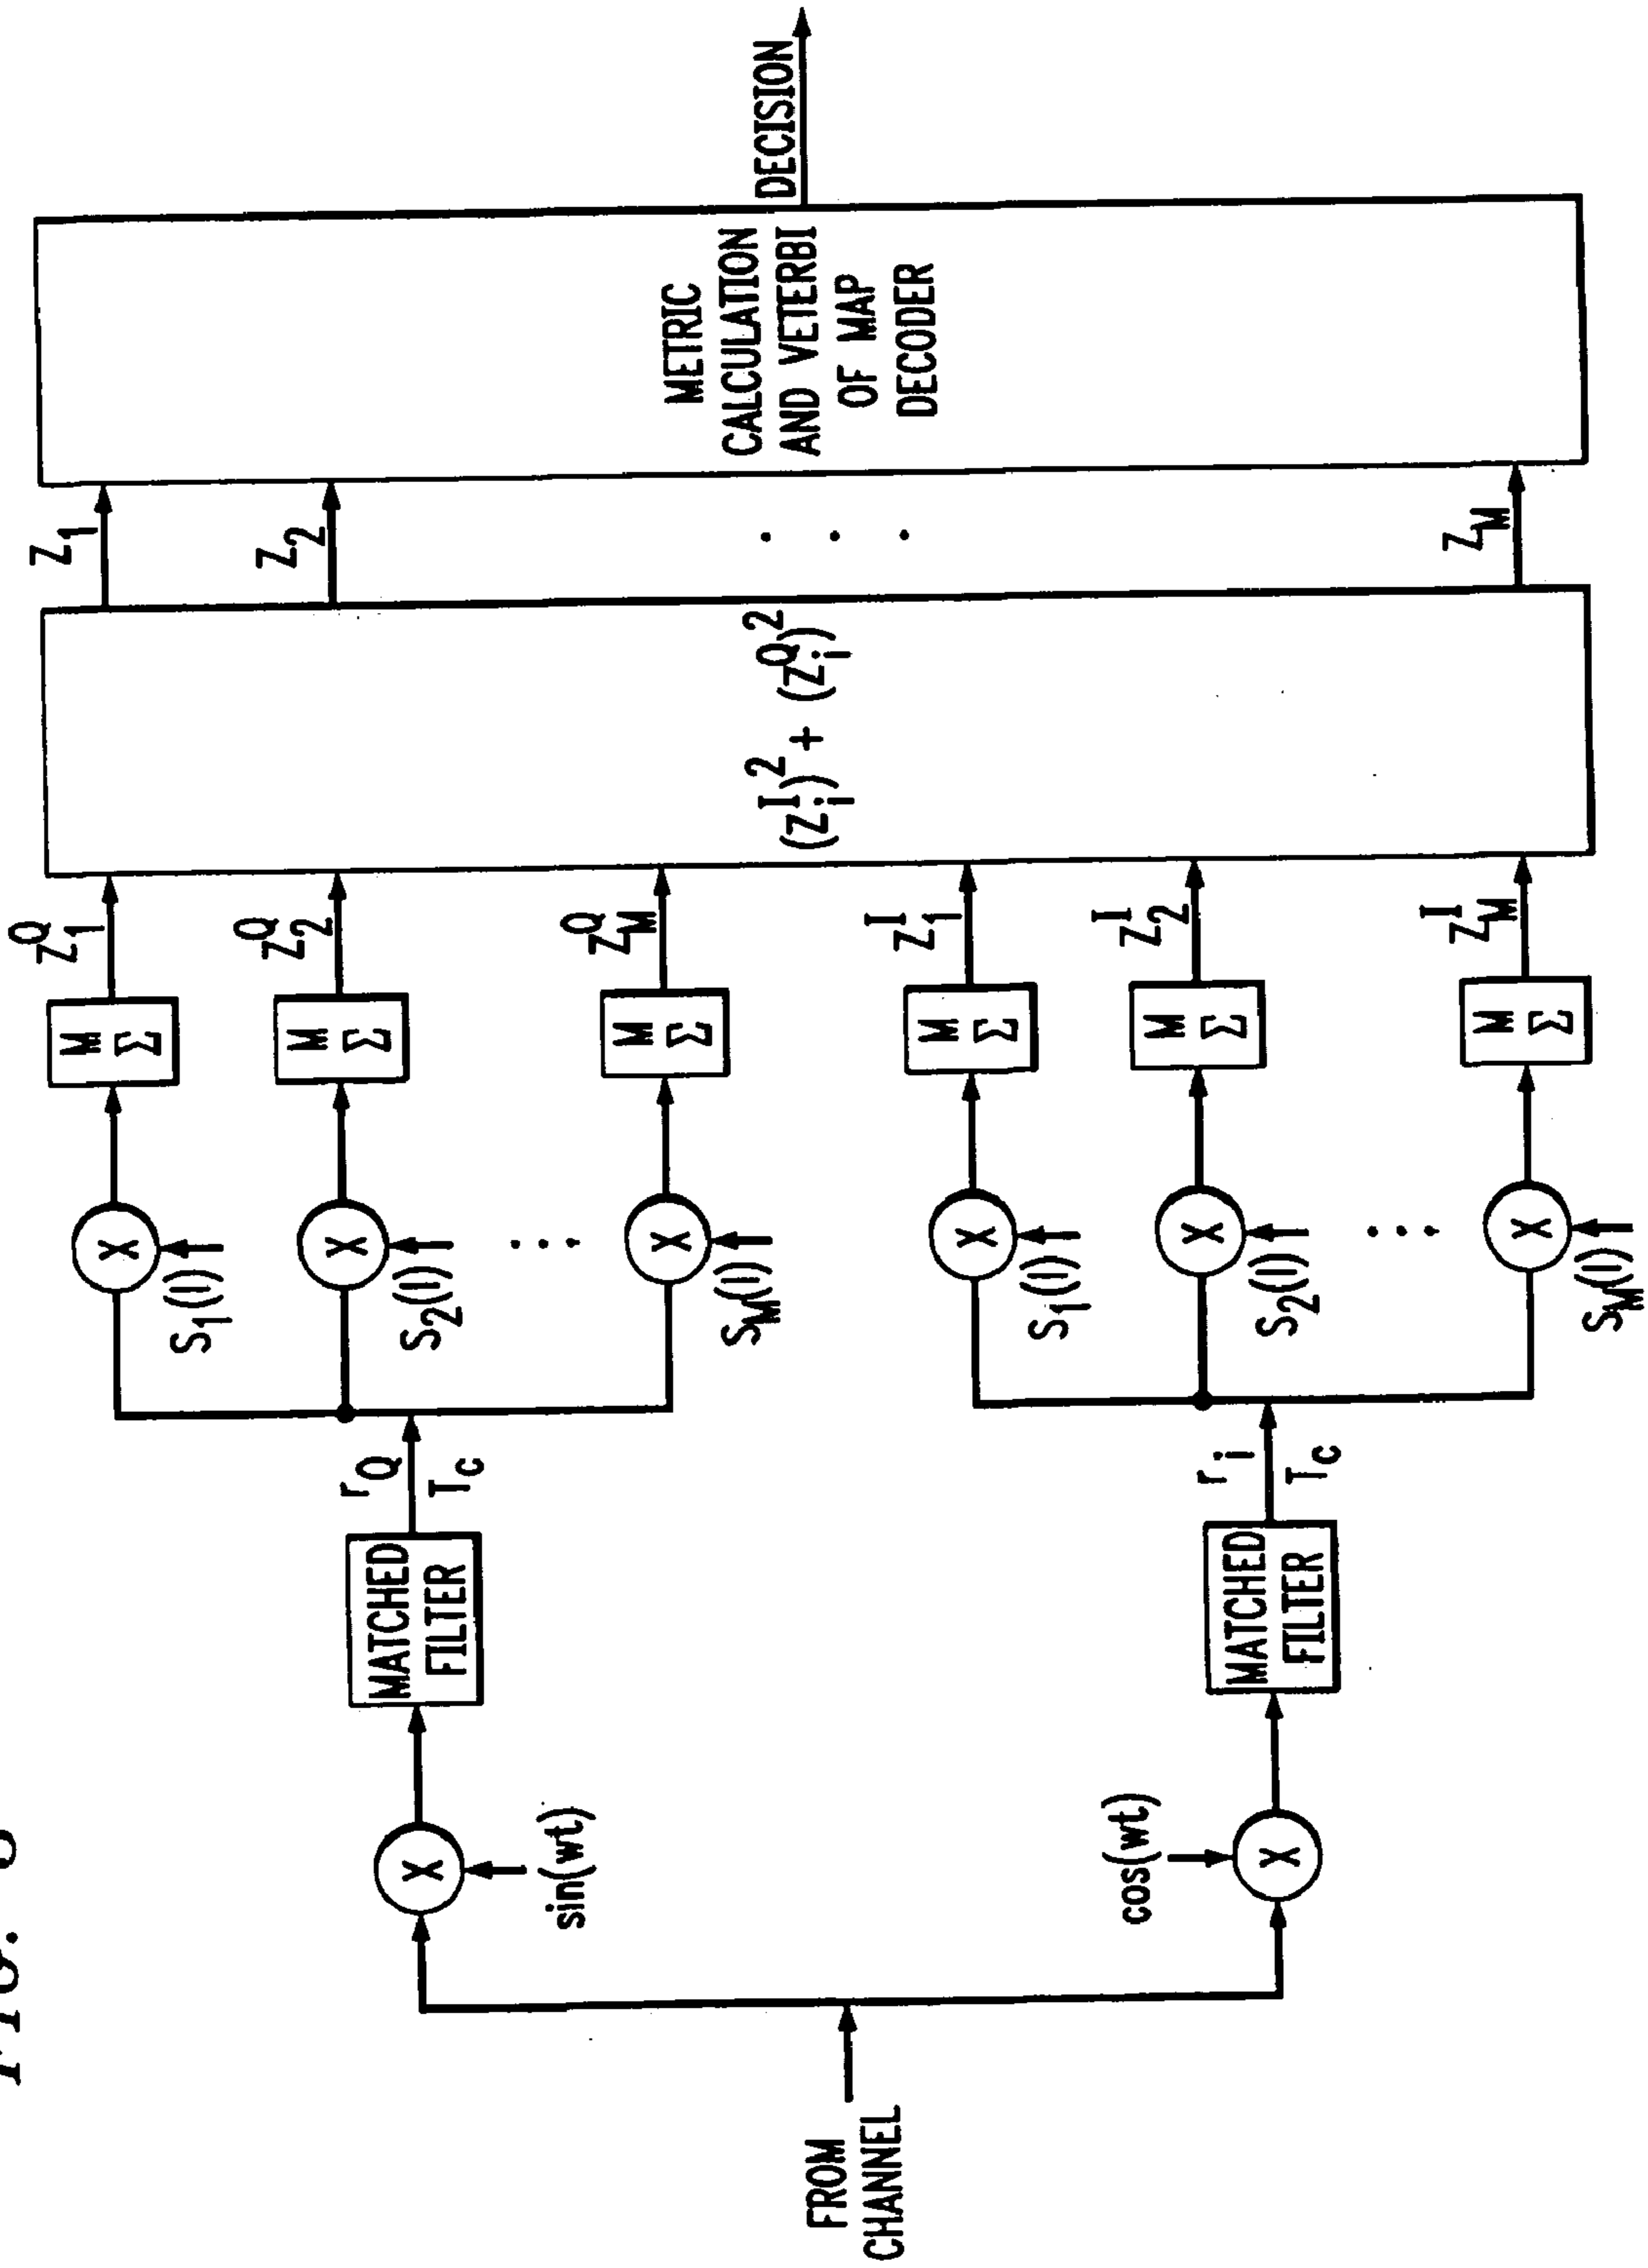 FIG.
FROM
CHANNEL
sin(wt)
X
MATCHED
FILTER
r_Q
T_c
X
S_1(l)
M
Σ
Z_1^Q
X
S_2(l)
M
Σ
Z_2^Q
...
X
S_M(l)
M
Σ
Z_M^Q
cos(wt)
X
MATCHED
FILTER
r_i
T_c
X
S_1(l)
M
Σ
Z_1^I
X
S_2(l)
M
Σ
Z_2^I
...
X
S_M(l)
M
Σ
Z_M^I
(Z_i^I)^2 + (Z_i^Q)^2
Z_1
Z_2
...
Z_M
METRIC
CALCULATION
AND VETERBI
OF MAP
DECODER
DECISION